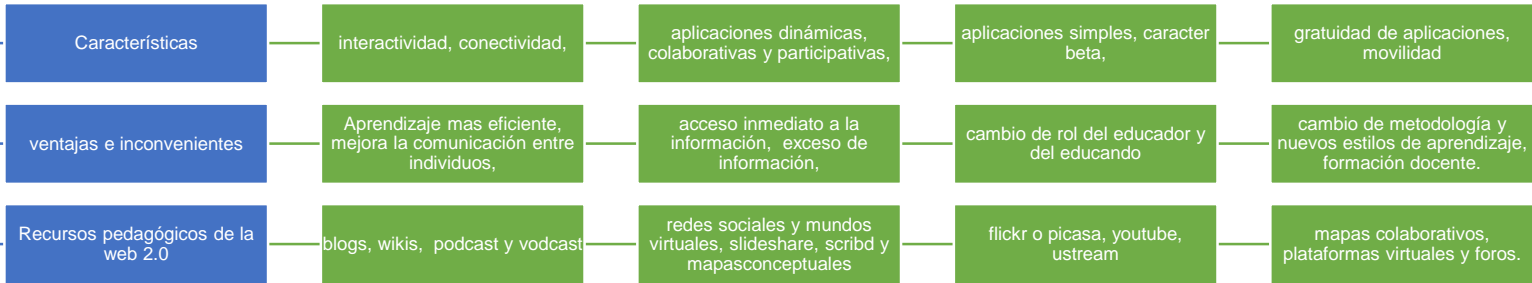 Característícas
interactividad, conectividad,
aplicaciones dinámicas,
colaborativas y participativas,
aplicaciones simples, caracter
beta,
gratuidad de aplicaciones,
movilidad
ventajas e inconvenientes
Aprendizaje mas eficiente,
mejora la comunicación entre
individuos,
acceso inmediato a la
información,  exceso de
información,
cambio de rol del educador y
del educando
cambio de metodología y
nuevos estilos de aprendizaje,
formación docente.
Recursos pedagógicos de la
web 2.0
blogs, wikis,  podcast y vodcast
redes sociales y mundos
virtuales, slideshare, scribd y
mapasconceptuales
flickr o picasa, youtube,
ustream
mapas colaborativos,
plataformas virtuales y foros.